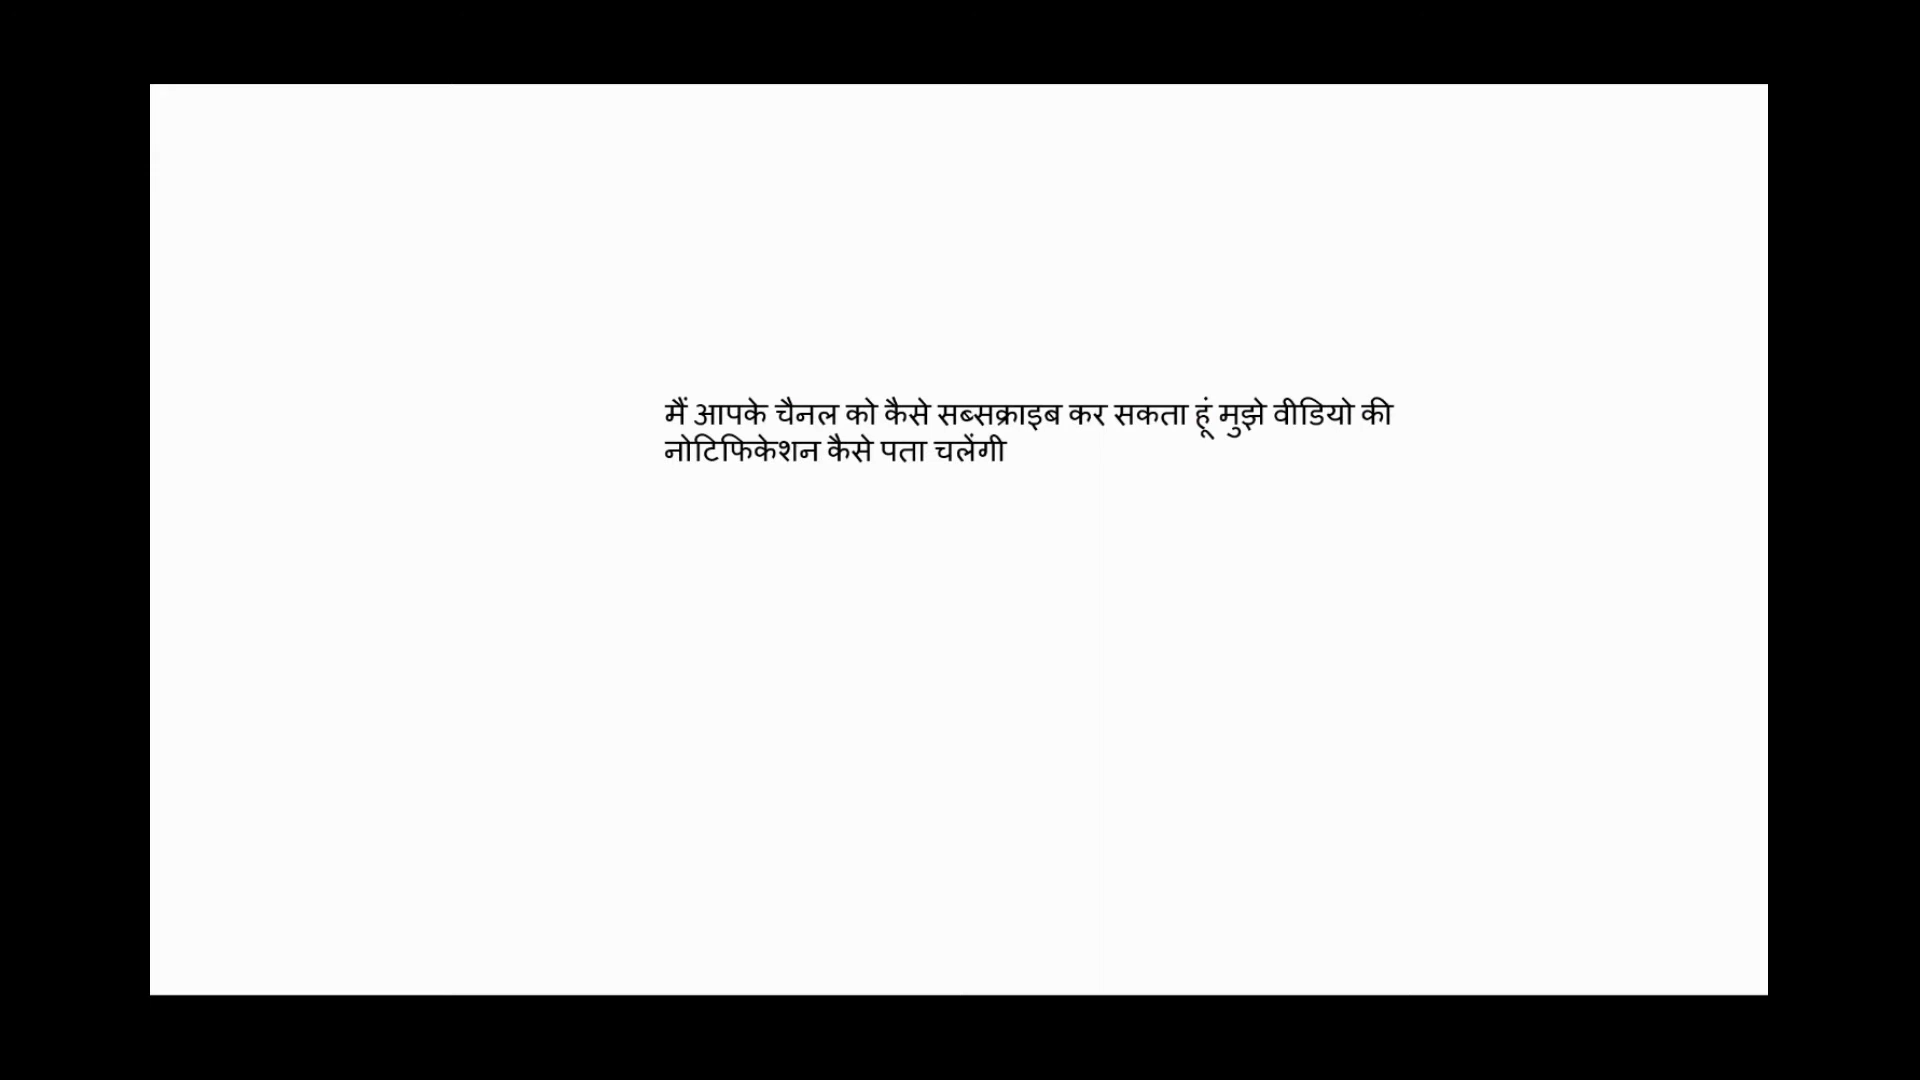 मैं आपके चैनल को कैसे सब्सक्राइब कर सकता हूं मुझे वीडियो की
नोटिफिकेशन कैसे पता चलेंगी